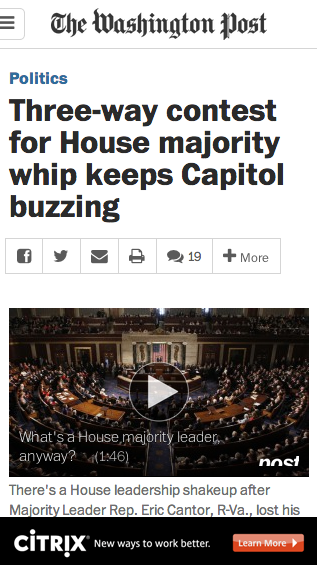 The Washington Post
Politics
Three-way contest
for House majority
whip keeps Capitol
buzzing
19
More
What's a House majority leader,
anyway? (1:46)
post
There's a House leadership shakeup after
Majority Leader Rep. Eric Cantor, R-Va., lost his
CITRIX New ways to work better. Learn More